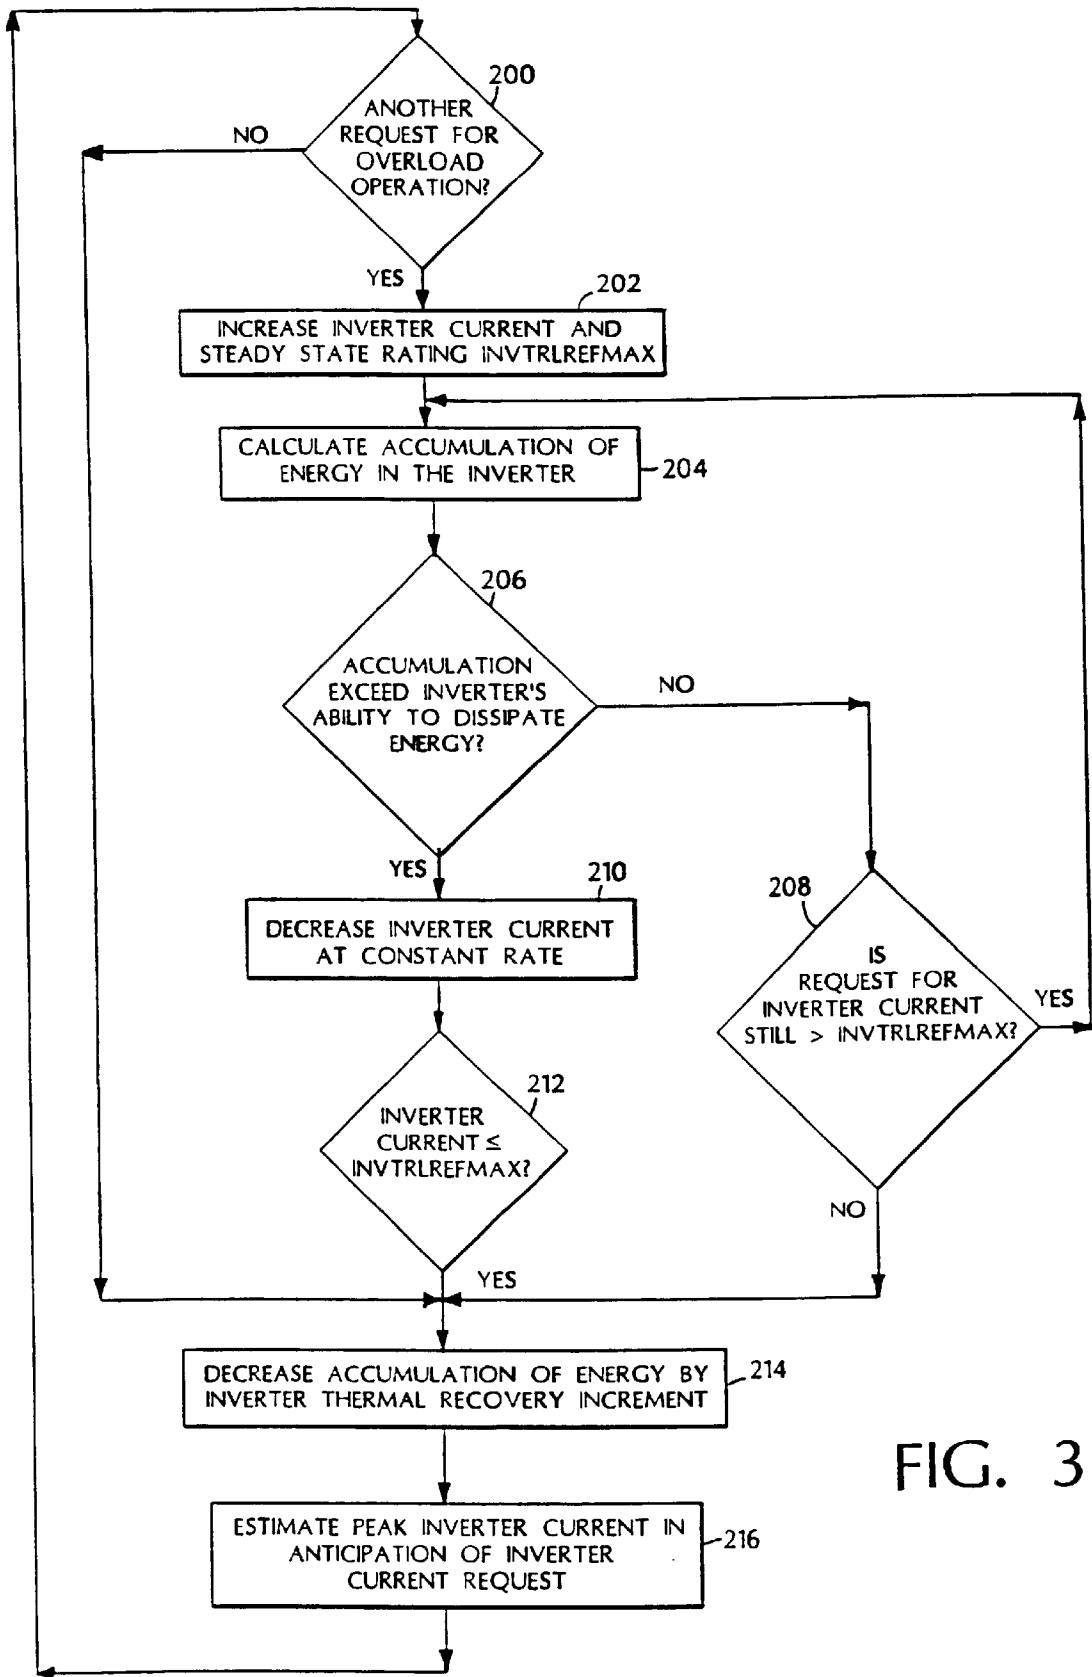 200
ANOTHER
REQUEST FOR
OVERLOAD
OPERATION?
NO
YES
202
INCREASE INVERTER CURRENT AND
STEADY STATE RATING INVTRLREFMAX
CALCULATE ACCUMULATION OF
ENERGY IN THE INVERTER
204
206
ACCUMULATION
EXCEED INVERTER'S
ABILITY TO DISSIPATE
ENERGY?
NO
YES
210
DECREASE INVERTER CURRENT
AT CONSTANT RATE
208
IS
REQUEST FOR
INVERTER CURRENT
STILL > INVTRLREFMAX?
YES
NO
212
INVERTER
CURRENT ≤
INVTRLREFMAX?
YES
DECREASE ACCUMULATION OF ENERGY BY
INVERTER THERMAL RECOVERY INCREMENT
214
ESTIMATE PEAK INVERTER CURRENT IN
ANTICIPATION OF INVERTER
CURRENT REQUEST
216
FIG. 3